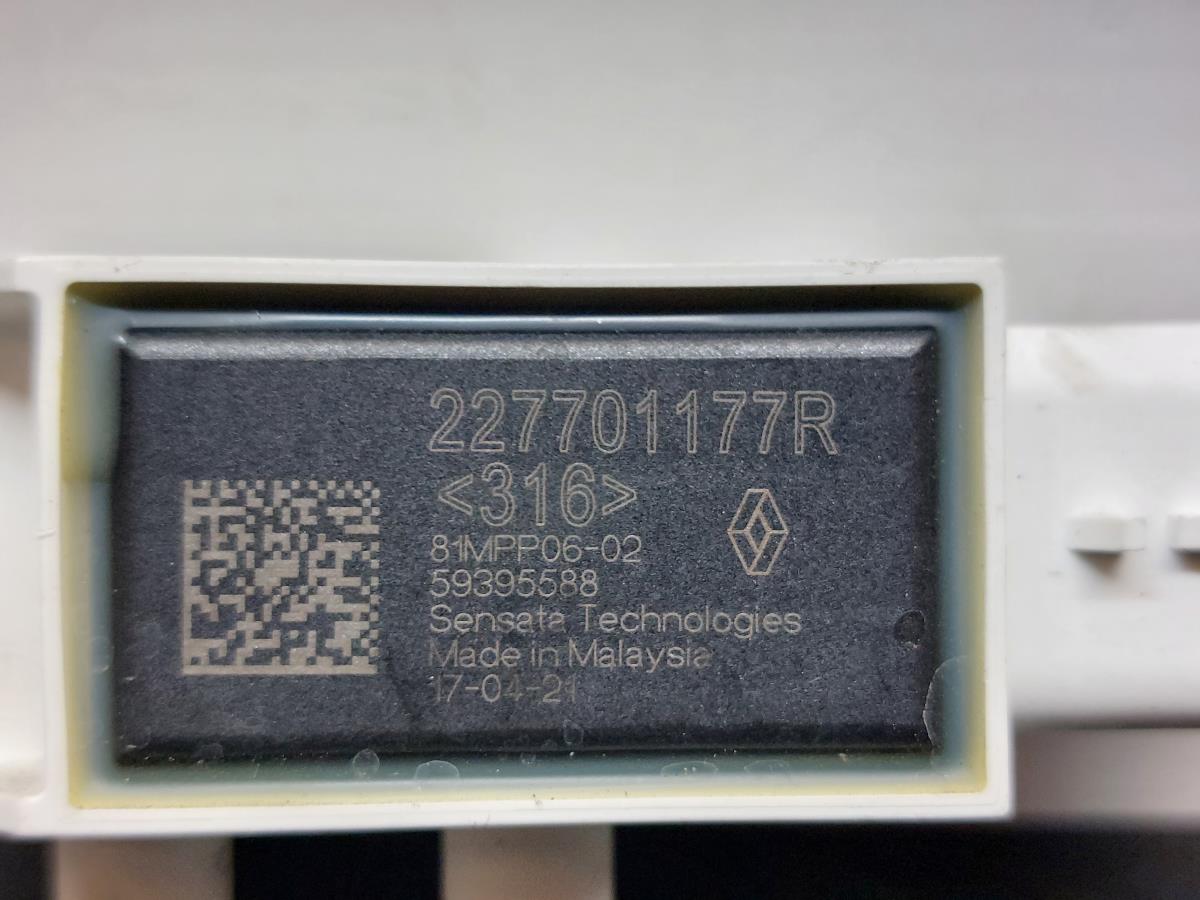 227701177R
<316>
81MPP06-02
59395588
Sensata Technologies
Made in Malaysia
17-04-21